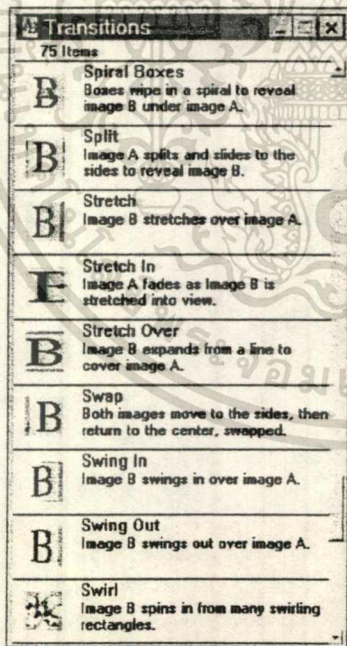 Transitions
75 Items
Spiral Boxes
Boxes wipe in a spiral to reveal
image B under image A.
Split
Image A splits and slides to the
sides to reveal image B.
Stretch
Image B stretches over image A.
Stretch In
Image A fades as Image B is
stretched into view.
Stretch Over
Image B expands from a line to
cover image A.
Swap
Both images move to the sides, then
return to the center, swapped.
Swing In
Image B swings in over image A.
Swing Out
Image B swings out over image A.
Swirl
Image B spins in from many swirling
rectangles.